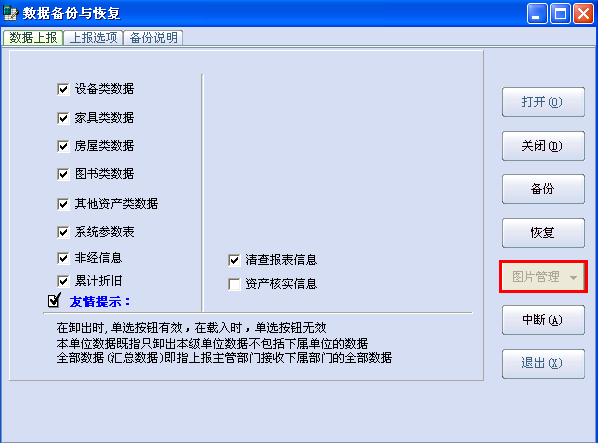 数据备份与恢复
数据上报 上报选项 备份说明
设备类数据
家具类数据
房屋类数据
图书类数据
其他资产类数据
系统参数表
非经信息
累计折旧
清查报表信息
资产核实信息
友情提示：
在卸出时,单选按钮有效，在载入时，单选按钮无效
本单位数据既指只卸出本级单位数据不包括下属单位的数据
全部数据(汇总数据)即指上报主管部门接收下属部门的全部数据
打开(O)
关闭(D)
备份
恢复
图片管理
中断(A)
退出(X)